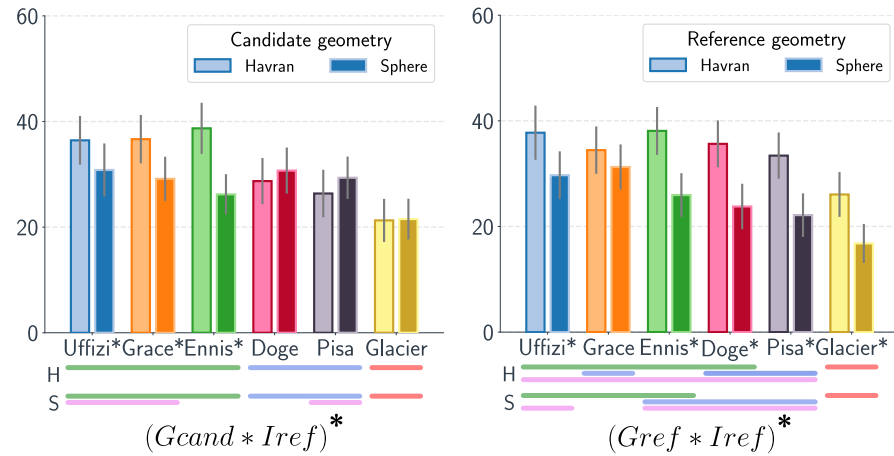 60
40
20
0
Candidate geometry
Havran Sphere
Uffizi* Grace* Ennis* Doge Pisa Glacier
H
S
(Gcand * Iref)*
60
40
20
0
Reference geometry
Havran Sphere
Uffizi* Grace Ennis* Doge* Pisa* Glacier*
H
S
(Gref * Iref)*